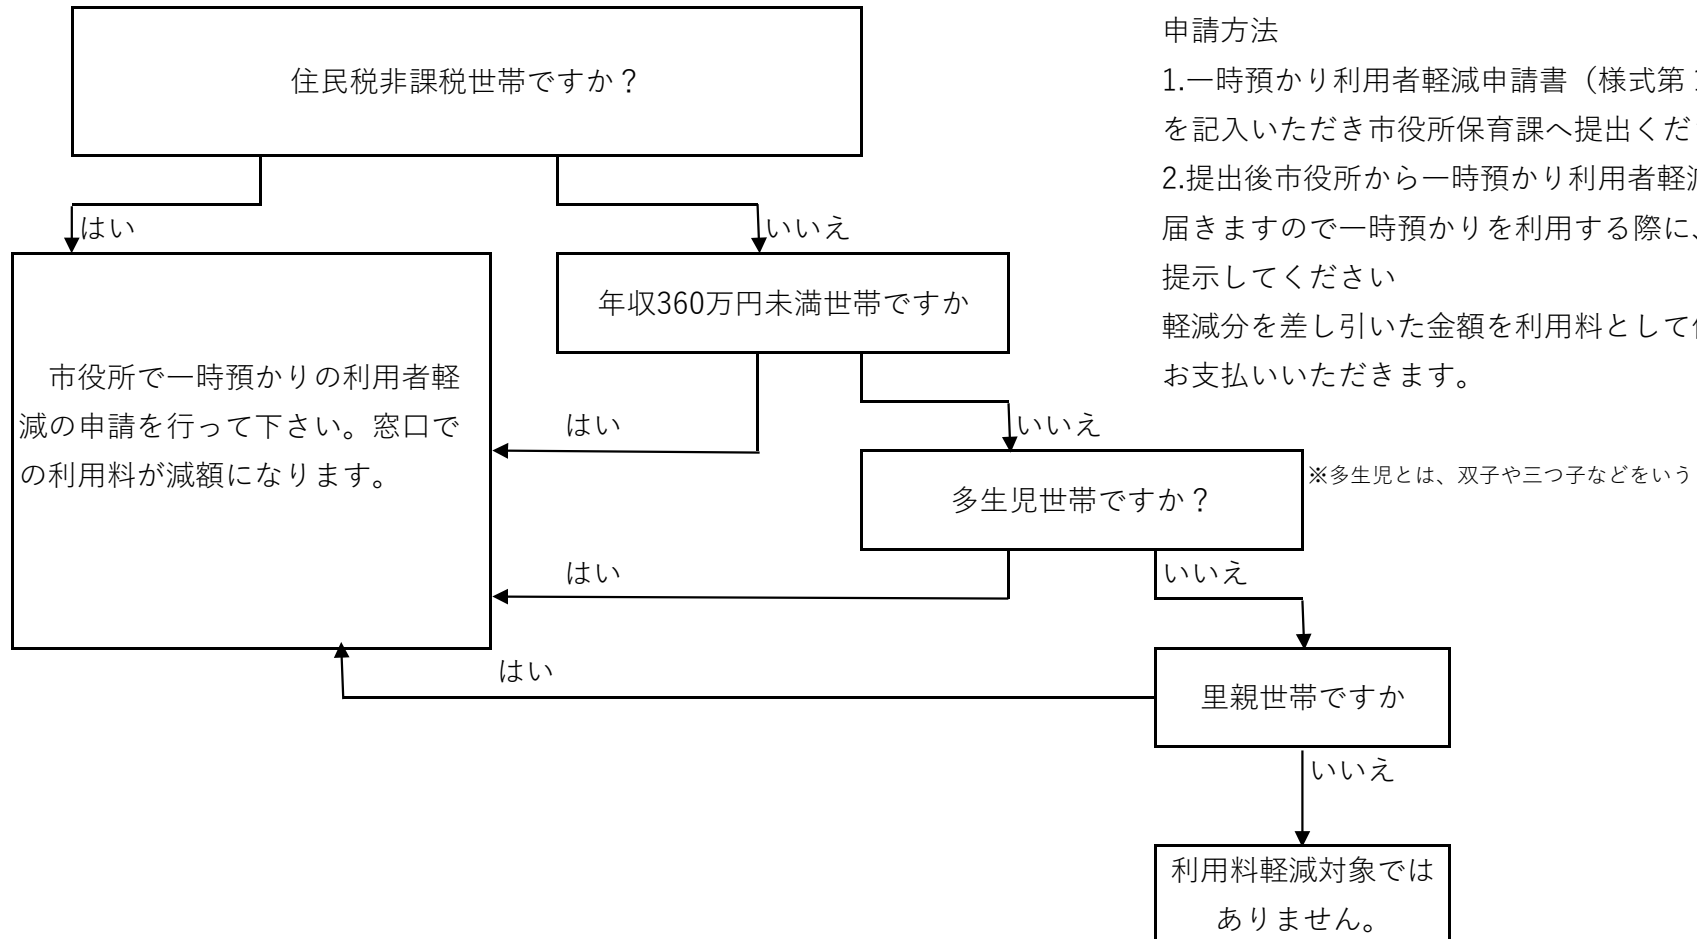 住民税非課税世帯ですか？
はい
いいえ
市役所で一時預かりの利用者軽
減の申請を行って下さい。窓口で
の利用料が減額になります。
年収360万円未満世帯ですか
はい
いいえ
多生児世帯ですか？
※多生児とは、双子や三つ子などをいう
はい
いいえ
里親世帯ですか
はい
いいえ
利用料軽減対象では
ありません。
申請方法
1.一時預かり利用者軽減申請書（様式第
を記入いただき市役所保育課へ提出くだ
2.提出後市役所から一時預かり利用者軽
届きますので一時預かりを利用する際に、
提示してください
軽減分を差し引いた金額を利用料として
お支払いいただきます。